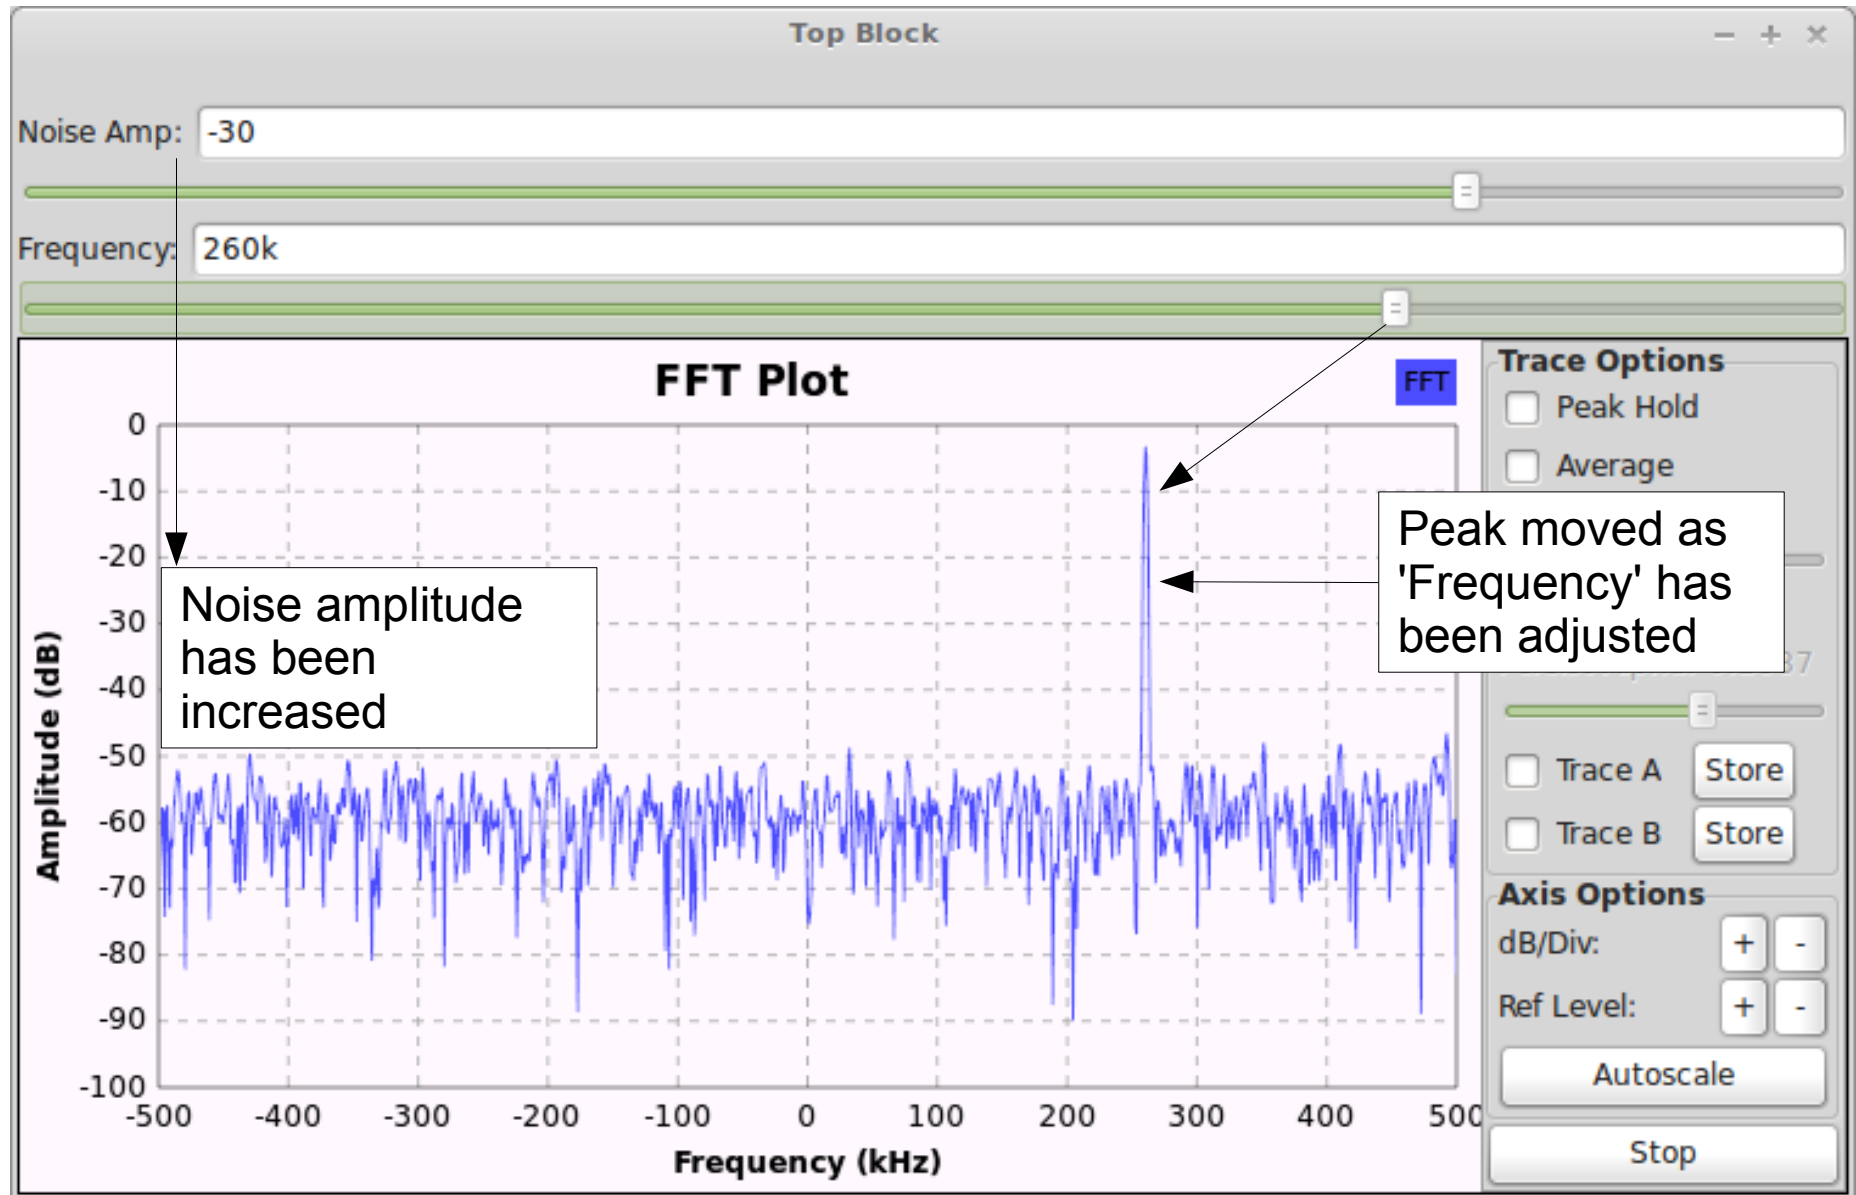 Top Block
Noise Amp: -30
Frequency: 260k
FFT Plot
FFT
Trace Options
Peak Hold
Average
Peak moved as
'Frequency' has
been adjusted
Noise amplitude
has been
increased
37
Trace A Store
Trace B Store
Axis Options
dB/Div: + -
Ref Level: + -
Autoscale
Stop
Amplitude (dB)
0
-10
-20
-30
-40
-50
-60
-70
-80
-90
-100
-500 -400 -300 -200 -100 0 100 200 300 400 500
Frequency (kHz)